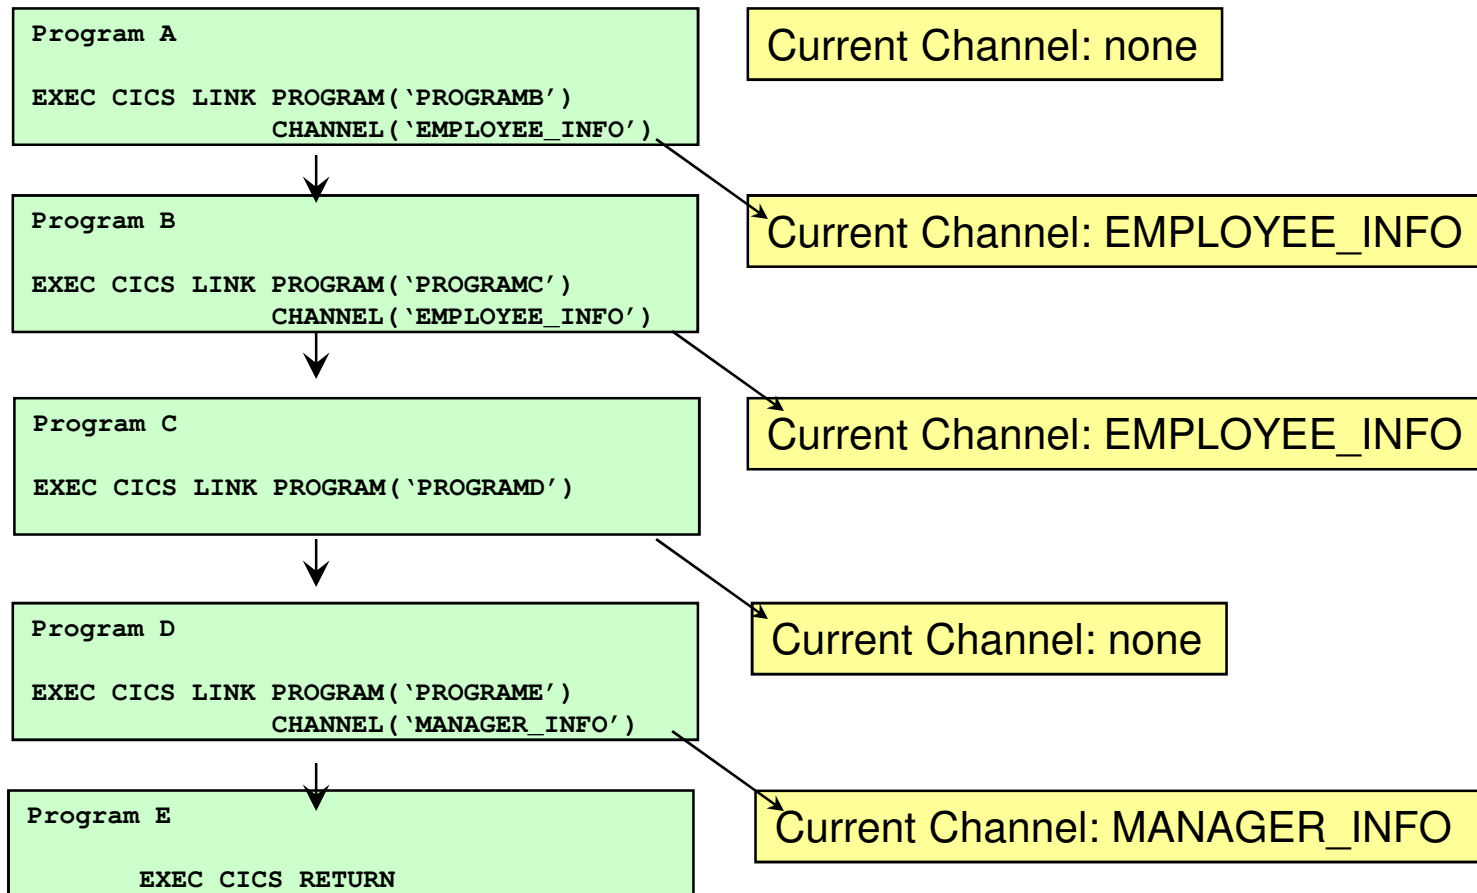 Program A
Current Channel: none
EXEC CICS LINK PROGRAM(‘PROGRAMB’)
CHANNEL(‘EMPLOYEE_INFO’)
Program B
Current Channel: EMPLOYEE_INFO
EXEC CICS LINK PROGRAM(‘PROGRAMC’)
CHANNEL(‘EMPLOYEE_INFO’)
Program C
Current Channel: EMPLOYEE_INFO
EXEC CICS LINK PROGRAM(‘PROGRAMD’)
Program D
Current Channel: none
EXEC CICS LINK PROGRAM(‘PROGRAME’)
CHANNEL(‘MANAGER_INFO’)
Program E
Current Channel: MANAGER_INFO
EXEC CICS RETURN